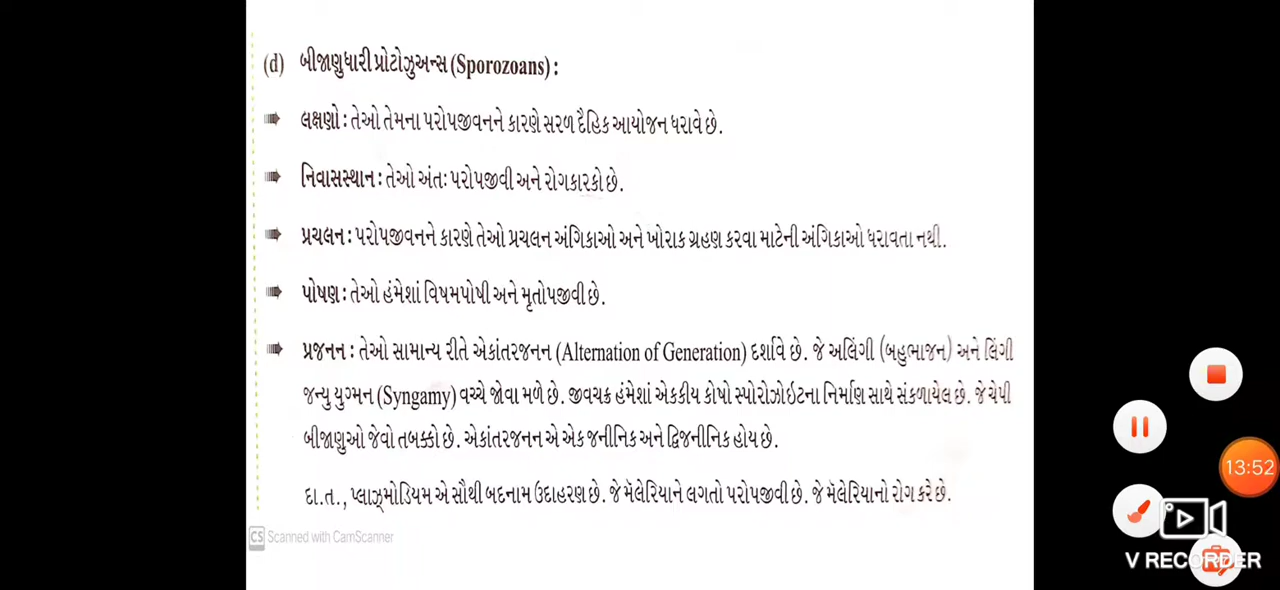 (d) બીજાણુધારી પ્રોટોઝુઅન્સ (Sporozoans) :
લક્ષણો : તેઓ તેમના પરોપજીવનને કારણે સરળ દૈહિક આયોજન ધરાવે છે.
નિવાસસ્થાન : તેઓ અંતઃ પરોપજીવી અને રોગકારકો છે.
પ્રચલન : પરોપજીવનને કારણે તેઓ પ્રચલન અંગિકાઓ અને ખોરાક ગ્રહણ કરવા માટેની અંગિકાઓ ધરાવતા નથી.
પોષણ : તેઓ હંમેશાં વિષમપોષી અને મૃતોપજીવી છે.
પ્રજનન : તેઓ સામાન્ય રીતે એકાંતરજનન (Alternation of Generation) દર્શાવે છે. જે અલિંગી (બહુભાજન) અને લિંગી
જન્યુ યુગ્મન (Syngamy) વચ્ચે જોવા મળે છે. જીવચક્ર હંમેશાં એકકીય કોષો સ્પોરોઝોઇટના નિર્માણ સાથે સંકળાયેલ છે. જે ચેપી
બીજાણુઓ જેવો તબક્કો છે. એકાંતરજનન એ એક જનીનિક અને દ્વિજનીનિક હોય છે.
દા.ત., પ્લાઝ્મોડિયમ એ સૌથી બદનામ ઉદાહરણ છે. જે મૅલેરિયાને લગતો પરોપજીવી છે. જે મૅલેરિયાનો રોગ કરે છે.
CS Scanned with CamScanner
13:52
V RECORDER